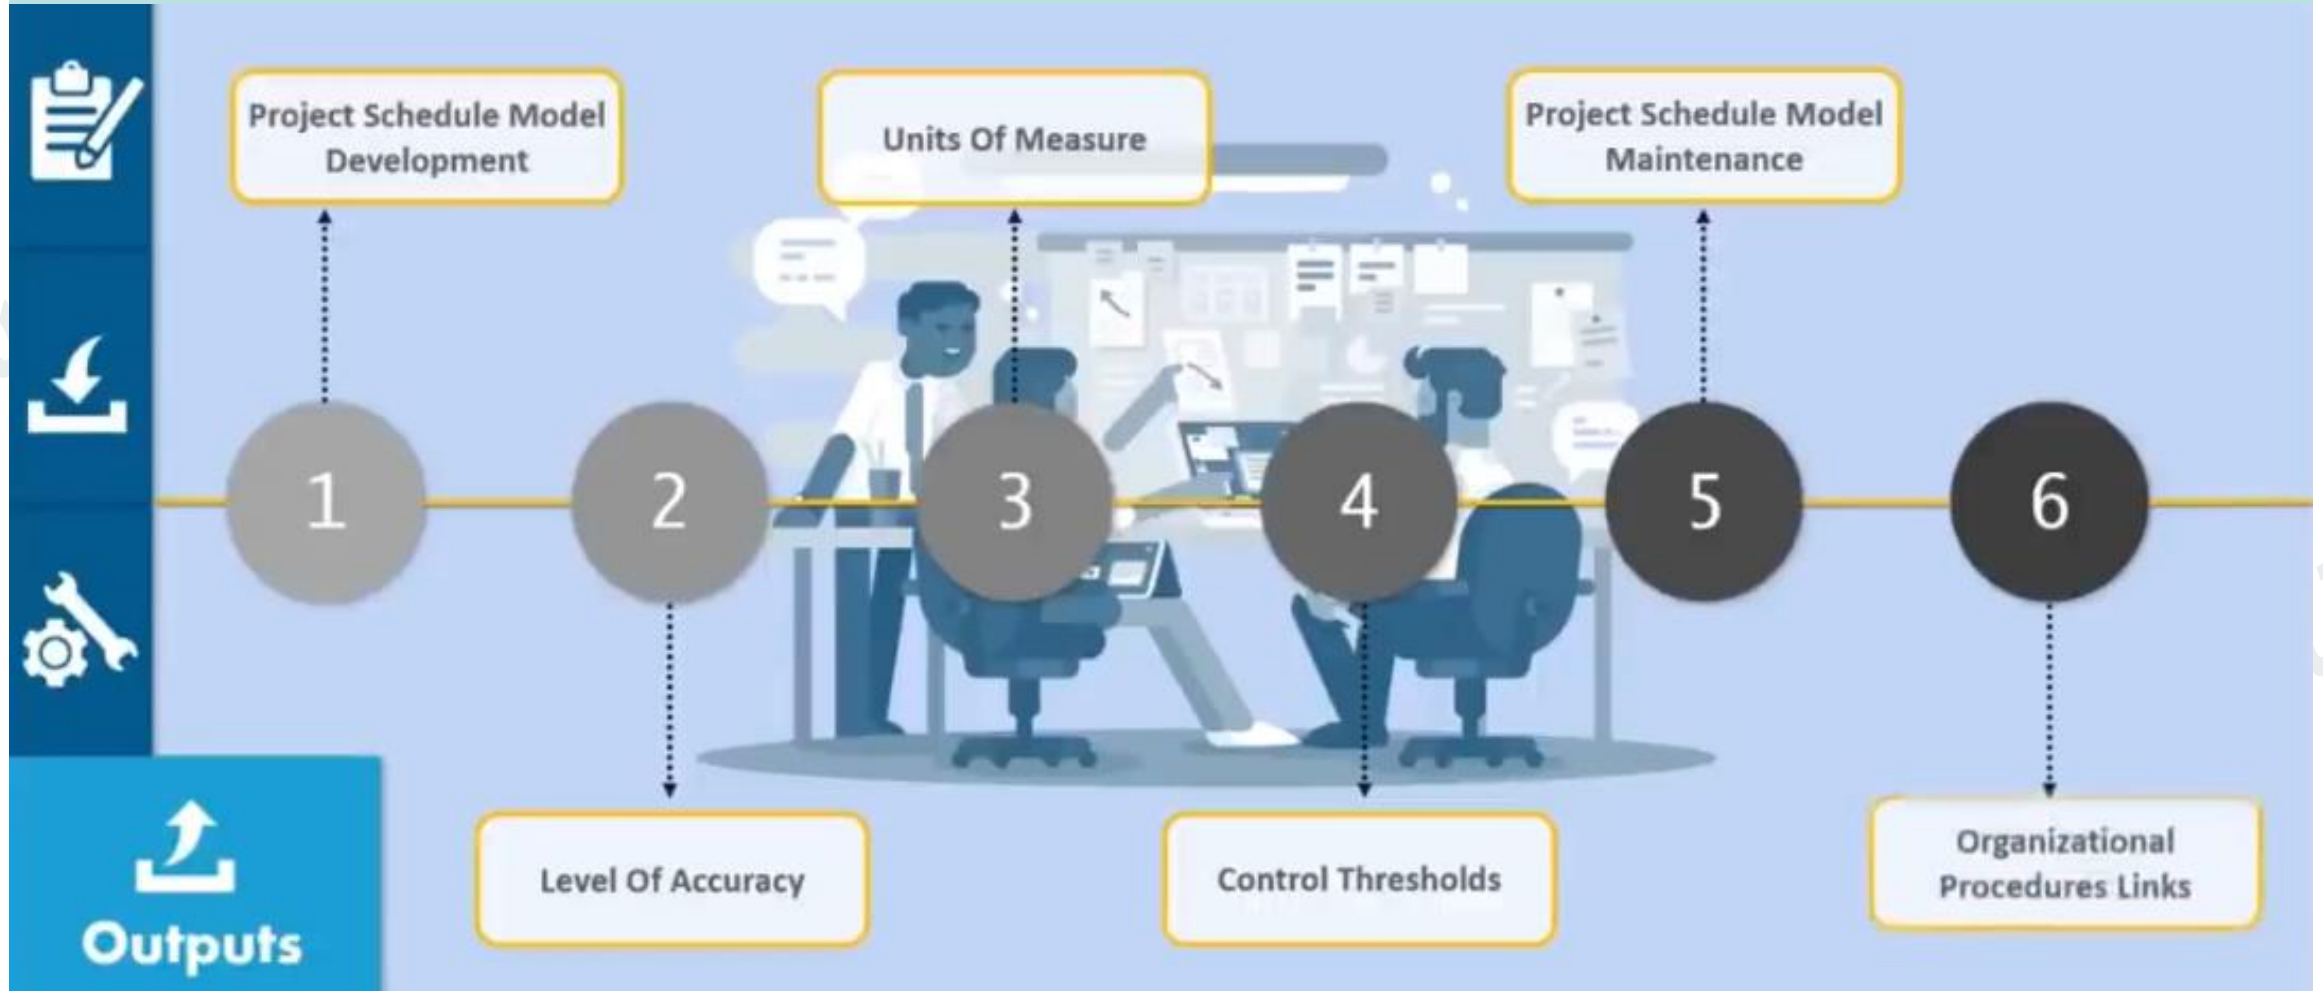 Project Schedule Model
Development
Units Of Measure
Project Schedule Model
Maintenance
1
2
3
4
5
6
Level Of Accuracy
Control Thresholds
Organizational
Procedures Links
Outputs